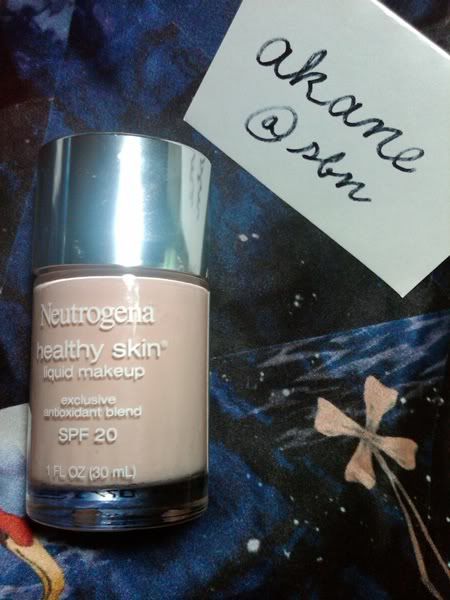 akane
@sbn
Neutrogena
healthy skin®
liquid makeup
exclusive
antioxidant blend
SPF 20
1 FL OZ (30 mL)